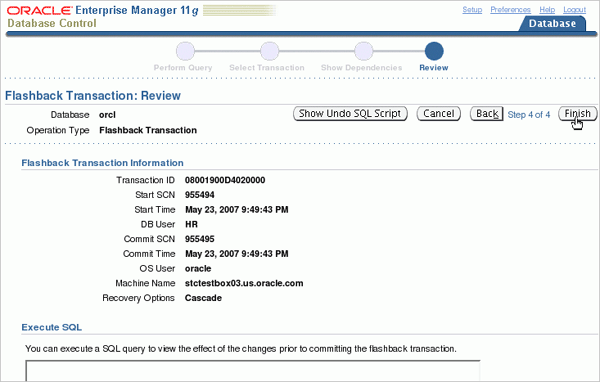 ORACLE Enterprise Manager 11g
Database Control
Setup Preferences Help Logout
Database
Perform Query Select Transaction Show Dependencies Review
Flashback Transaction: Review
Database orcl
Show Undo SQL Script Cancel Back Step 4 of 4 Finish
Operation Type Flashback Transaction
Flashback Transaction Information
Transaction ID 08001900D4020000
Start SCN 955494
Start Time May 23, 2007 9:49:43 PM
DB User HR
Commit SCN 955495
Commit Time May 23, 2007 9:49:43 PM
OS User oracle
Machine Name stctestbox03.us.oracle.com
Recovery Options Cascade
Execute SQL
You can execute a SQL query to view the effect of the changes prior to committing the flashback transaction.